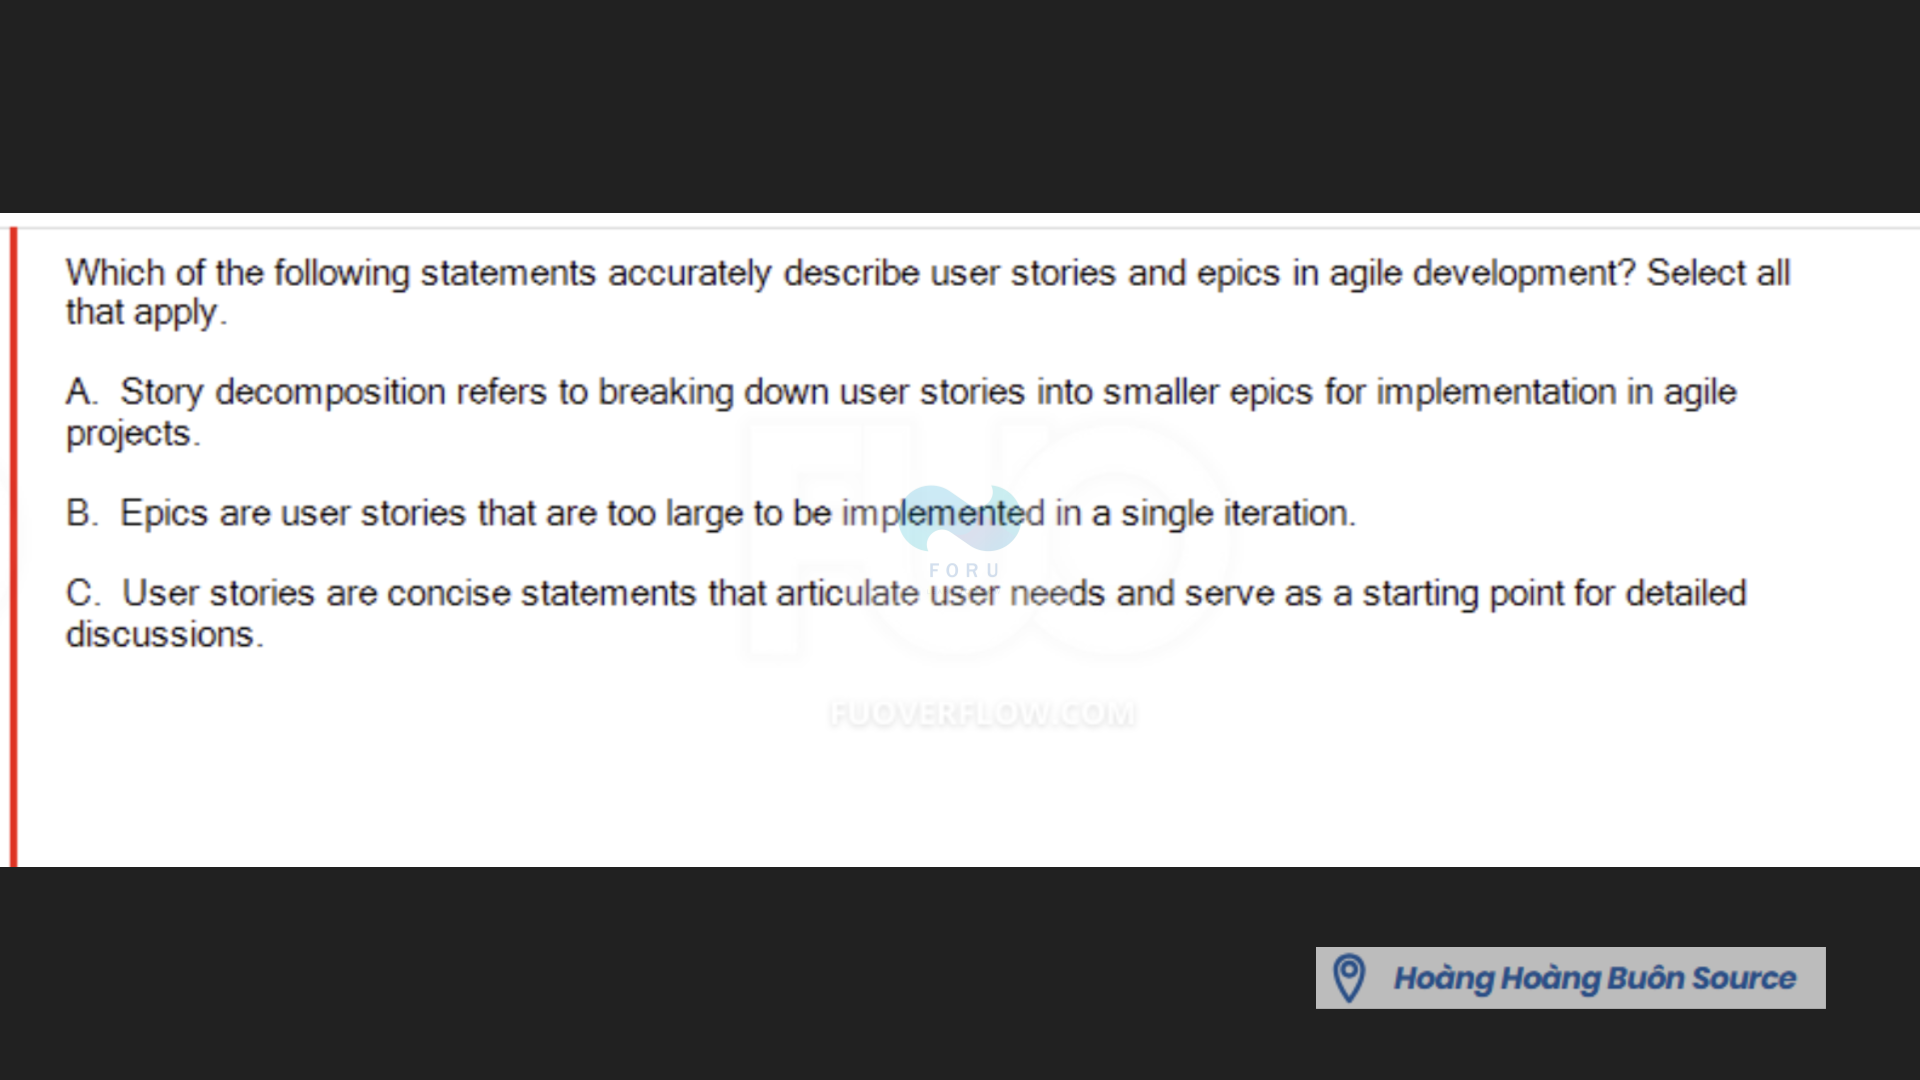 Which of the following statements accurately describe user stories and epics in agile development? Select all
that apply.
A. Story decomposition refers to breaking down user stories into smaller epics for implementation in agile
projects.
B. Epics are user stories that are too large to be implemented in a single iteration.
FORU
C. User stories are concise statements that articulate user needs and serve as a starting point for detailed
discussions.
FUO
FUOVERFLOW.COM
Hoàng Hoàng Buôn Source